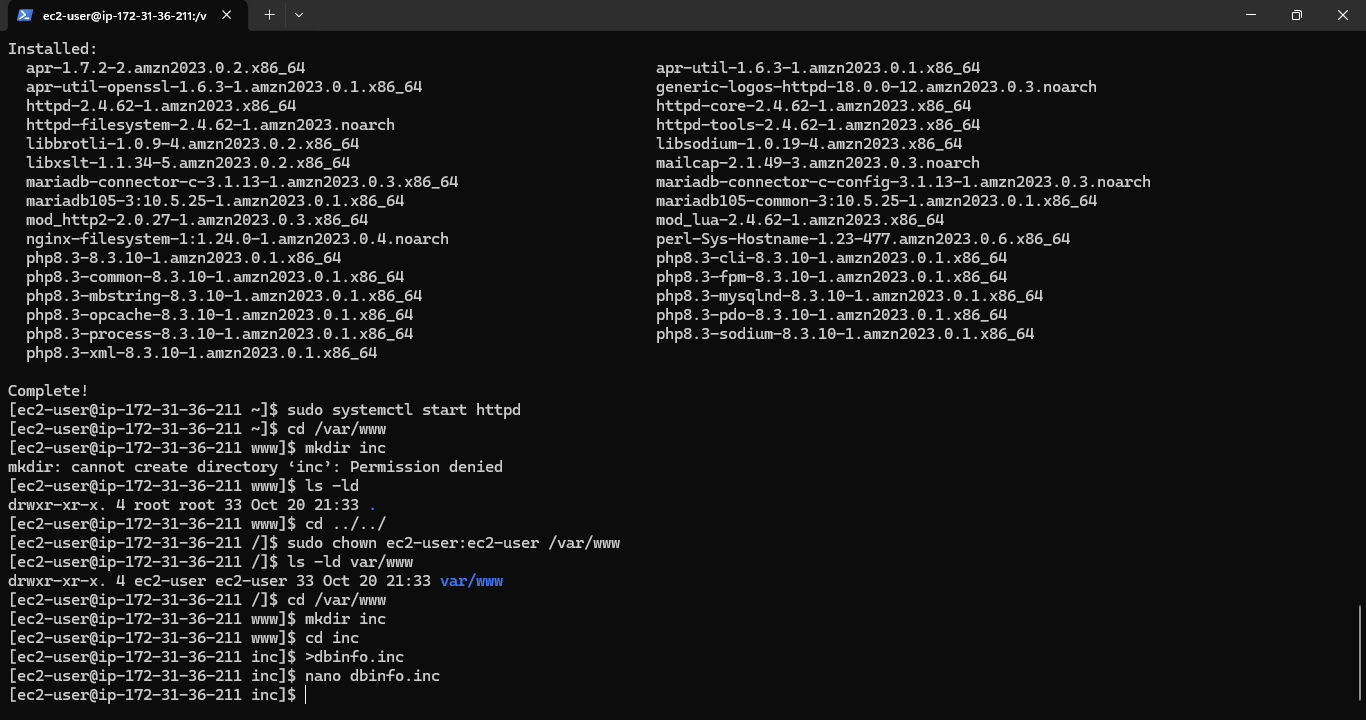 ec2-user@ip-172-31-36-211:/v
Installed:
apr-1.7.2-2.amzn2023.0.2.x86_64 apr-util-1.6.3-1.amzn2023.0.1.x86_64
apr-util-openssl-1.6.3-1.amzn2023.0.1.x86_64 generic-logos-httpd-18.0.0-12.amzn2023.0.3.noarch
httpd-2.4.62-1.amzn2023.x86_64 httpd-core-2.4.62-1.amzn2023.x86_64
httpd-filesystem-2.4.62-1.amzn2023.noarch httpd-tools-2.4.62-1.amzn2023.x86_64
libbrotli-1.0.9-4.amzn2023.0.2.x86_64 libsodium-1.0.19-4.amzn2023.x86_64
libxslt-1.1.34-5.amzn2023.0.2.x86_64 mailcap-2.1.49-3.amzn2023.0.3.noarch
mariadb-connector-c-3.1.13-1.amzn2023.0.3.x86_64 mariadb-connector-c-config-3.1.13-1.amzn2023.0.3.noarch
mariadb105-3:10.5.25-1.amzn2023.0.1.x86_64 mariadb105-common-3:10.5.25-1.amzn2023.0.1.x86_64
mod_http2-2.0.27-1.amzn2023.0.3.x86_64 mod_lua-2.4.62-1.amzn2023.x86_64
nginx-filesystem-1:1.24.0-1.amzn2023.0.4.noarch perl-Sys-Hostname-1.23-477.amzn2023.0.6.x86_64
php8.3-8.3.10-1.amzn2023.0.1.x86_64 php8.3-cli-8.3.10-1.amzn2023.0.1.x86_64
php8.3-common-8.3.10-1.amzn2023.0.1.x86_64 php8.3-fpm-8.3.10-1.amzn2023.0.1.x86_64
php8.3-mbstring-8.3.10-1.amzn2023.0.1.x86_64 php8.3-mysqlnd-8.3.10-1.amzn2023.0.1.x86_64
php8.3-opcache-8.3.10-1.amzn2023.0.1.x86_64 php8.3-pdo-8.3.10-1.amzn2023.0.1.x86_64
php8.3-process-8.3.10-1.amzn2023.0.1.x86_64 php8.3-sodium-8.3.10-1.amzn2023.0.1.x86_64
php8.3-xml-8.3.10-1.amzn2023.0.1.x86_64
Complete!
[ec2-user@ip-172-31-36-211 ~]$ sudo systemctl start httpd
[ec2-user@ip-172-31-36-211 ~]$ cd /var/www
[ec2-user@ip-172-31-36-211 www]$ mkdir inc
mkdir: cannot create directory ‘inc’: Permission denied
[ec2-user@ip-172-31-36-211 www]$ ls -ld
drwxr-xr-x. 4 root root 33 Oct 20 21:33 .
[ec2-user@ip-172-31-36-211 www]$ cd ../../
[ec2-user@ip-172-31-36-211 /]$ sudo chown ec2-user:ec2-user /var/www
[ec2-user@ip-172-31-36-211 /]$ ls -ld var/www
drwxr-xr-x. 4 ec2-user ec2-user 33 Oct 20 21:33 var/www
[ec2-user@ip-172-31-36-211 /]$ cd /var/www
[ec2-user@ip-172-31-36-211 www]$ mkdir inc
[ec2-user@ip-172-31-36-211 www]$ cd inc
[ec2-user@ip-172-31-36-211 inc]$ >dbinfo.inc
[ec2-user@ip-172-31-36-211 inc]$ nano dbinfo.inc
[ec2-user@ip-172-31-36-211 inc]$